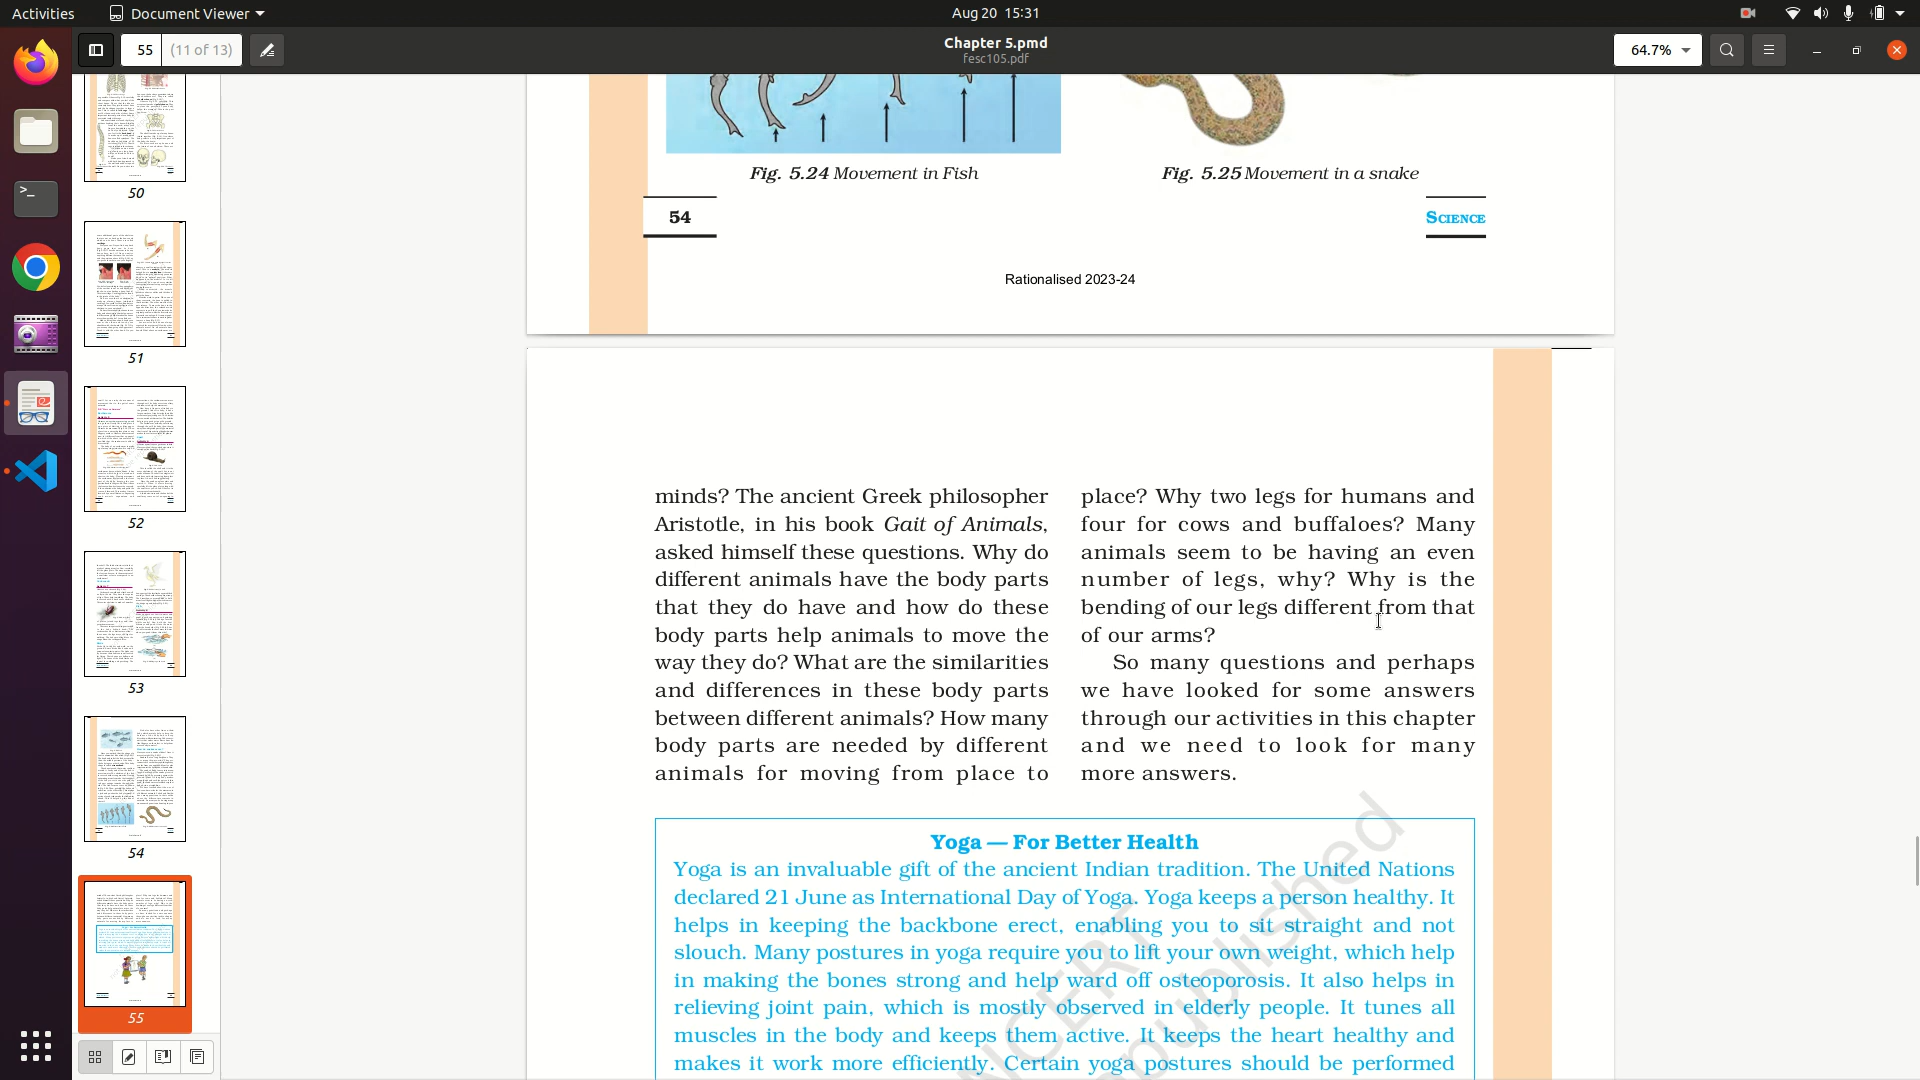 Activities
Document Viewer
Aug 20 15:31
55
(11 of 13)
Chapter 5.pmd
fesc105.pdf
64.7%
50
51
52
53
54
55
Fig. 5.24 Movement in Fish
Fig. 5.25 Movement in a snake
54
SCIENCE
Rationalised 2023-24
minds? The ancient Greek philosopher
Aristotle, in his book Gait of Animals,
asked himself these questions. Why do
different animals have the body parts
that they do have and how do these
body parts help animals to move the
way they do? What are the similarities
and differences in these body parts
between different animals? How many
body parts are needed by different
animals for moving from place to
place? Why two legs for humans and
four for cows and buffaloes? Many
animals seem to be having an even
number of legs, why? Why is the
bending of our legs different from that
of our arms?
So many questions and perhaps
we have looked for some answers
through our activities in this chapter
and we need to look for many
more answers.
Yoga — For Better Health
Yoga is an invaluable gift of the ancient Indian tradition. The United Nations
declared 21 June as International Day of Yoga. Yoga keeps a person healthy. It
helps in keeping the backbone erect, enabling you to sit straight and not
slouch. Many postures in yoga require you to lift your own weight, which help
in making the bones strong and help ward off osteoporosis. It also helps in
relieving joint pain, which is mostly observed in elderly people. It tunes all
muscles in the body and keeps them active. It keeps the heart healthy and
makes it work more efficiently. Certain yoga postures should be performed